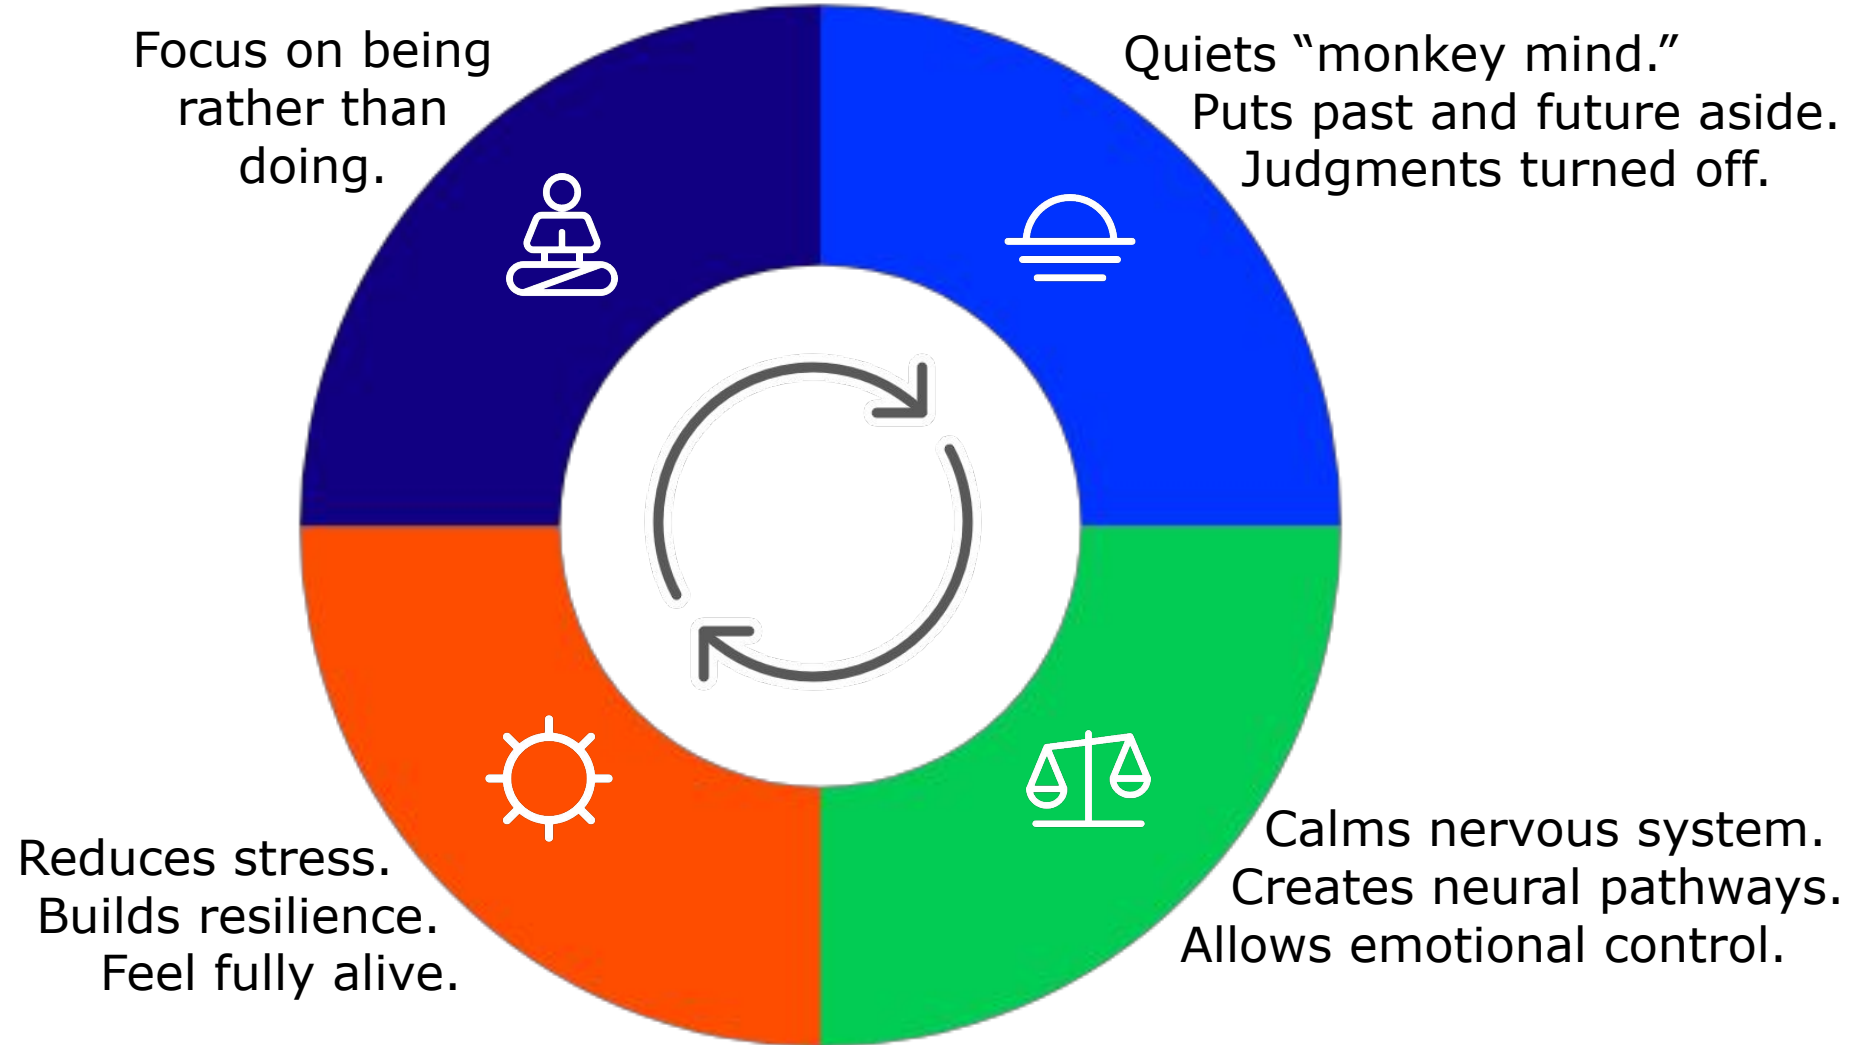 Focus on being
rather than
doing.
Quiets “monkey mind.”
Puts past and future aside.
Judgments turned off.
Calms nervous system.
Creates neural pathways.
Allows emotional control.
Reduces stress.
Builds resilience.
Feel fully alive.